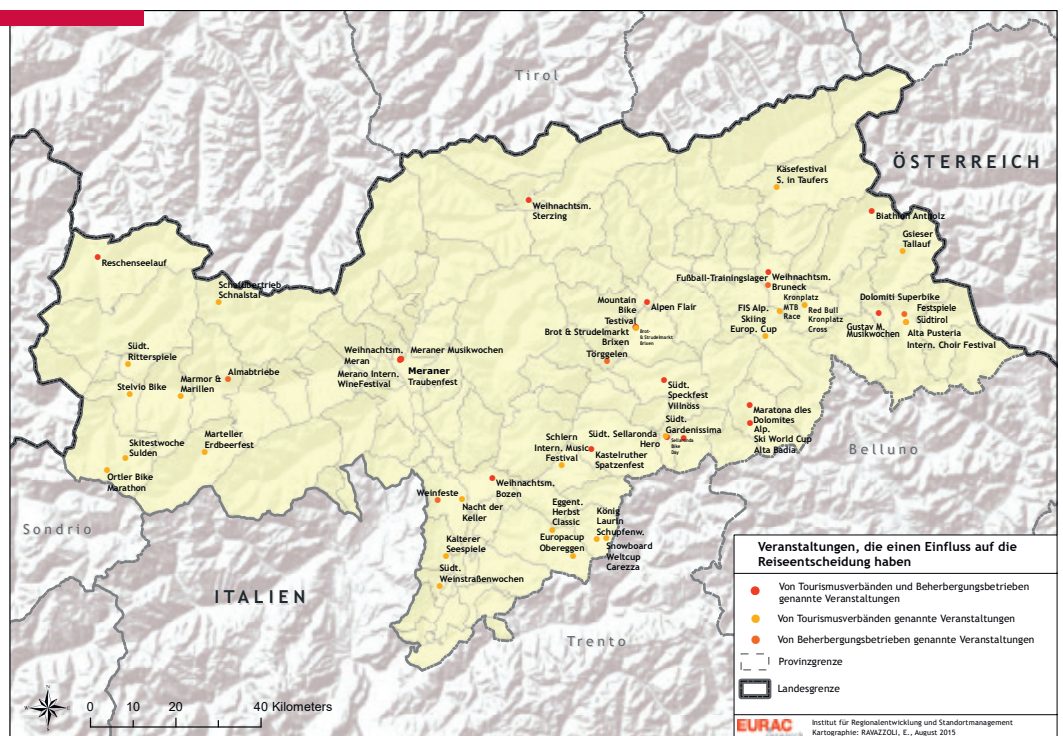 Tirol
ÖSTERREICH
Käsefestival
S. in Taufers
Weihnachtsm.
Sterzing
Biathlon Antholz
Gsieser
Tallauf
Reschenseelauf
Schafübertrieb
Schnalstal
Fußball-Trainingslager
Weihnachtsm.
Bruneck
Mountain
Bike
Testival
Alpen Flair
Kronplatz
MTB
Race
Red Bull
Kronplatz
Cross
FIS Alp.
Skiing
Europ. Cup
Dolomiti Superbike
Festspiele
Südtirol
Gustav M.
Musikwochen
Alta Pusteria
Intern. Choir Festival
Brot & Strudelmarkt
Brixen
Brot-
& Strudelmarkt
Brixen
Törggelen
Südt.
Ritterspiele
Stelvio Bike
Marmor &
Marillen
Almabtriebe
Weihnachtsm.
Meran
Meraner Musikwochen
Merano Intern.
WineFestival
Meraner
Traubenfest
Südt.
Speckfest
Villnöss
Südt.
Gardenissima
Maratona dles
Dolomites
Alp.
Ski World Cup
Alta Badia
Südt. Sellaronda
Hero
Sellaronda
Bike
Day
Schlern
Intern. Music
Festival
Kastelruther
Spatzenfest
Skitestwoche
Sulden
Marteller
Erdbeerfest
Ortler Bike
Marathon
Weihnachtsm.
Bozen
Weinfeste
Nacht der
Keller
Eggent.
Herbst
Classic
König
Laurin
Schupfenw.
Europacup
Obereggen
Snowboard
Weltcup
Carezza
Kalterer
Seespiele
Südt.
Weinstraßenwochen
Belluno
Sondrio
ITALIEN
Trento
Veranstaltungen, die einen Einfluss auf die
Reiseentscheidung haben
Von Tourismusverbänden und Beherbergungsbetrieben
genannte Veranstaltungen
Von Tourismusverbänden genannte Veranstaltungen
Von Beherbergungsbetrieben genannte Veranstaltungen
Provinzgrenze
Landesgrenze
N
E
S
0 10 20 40 Kilometers
EURAC
Institut für Regionalentwicklung und Standortmanagement
Kartographie: RAVAZZOLI, E., August 2015